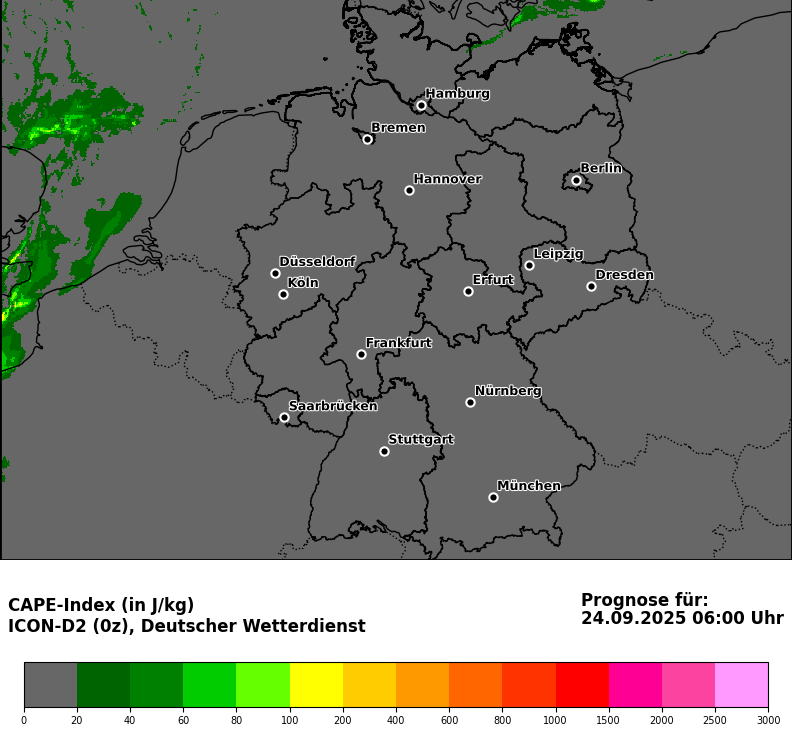 Hamburg
Bremen
Berlin
Hannover
Leipzig
Düsseldorf
Dresden
Köln
Erfurt
Frankfurt
Nürnberg
Saarbrücken
Stuttgart
München
CAPE-Index (in J/kg)
ICON-D2 (0z), Deutscher Wetterdienst
Prognose für:
24.09.2025 06:00 Uhr
0 20 40 60 80 100 200 400 600 800 1000 1500 2000 2500 3000